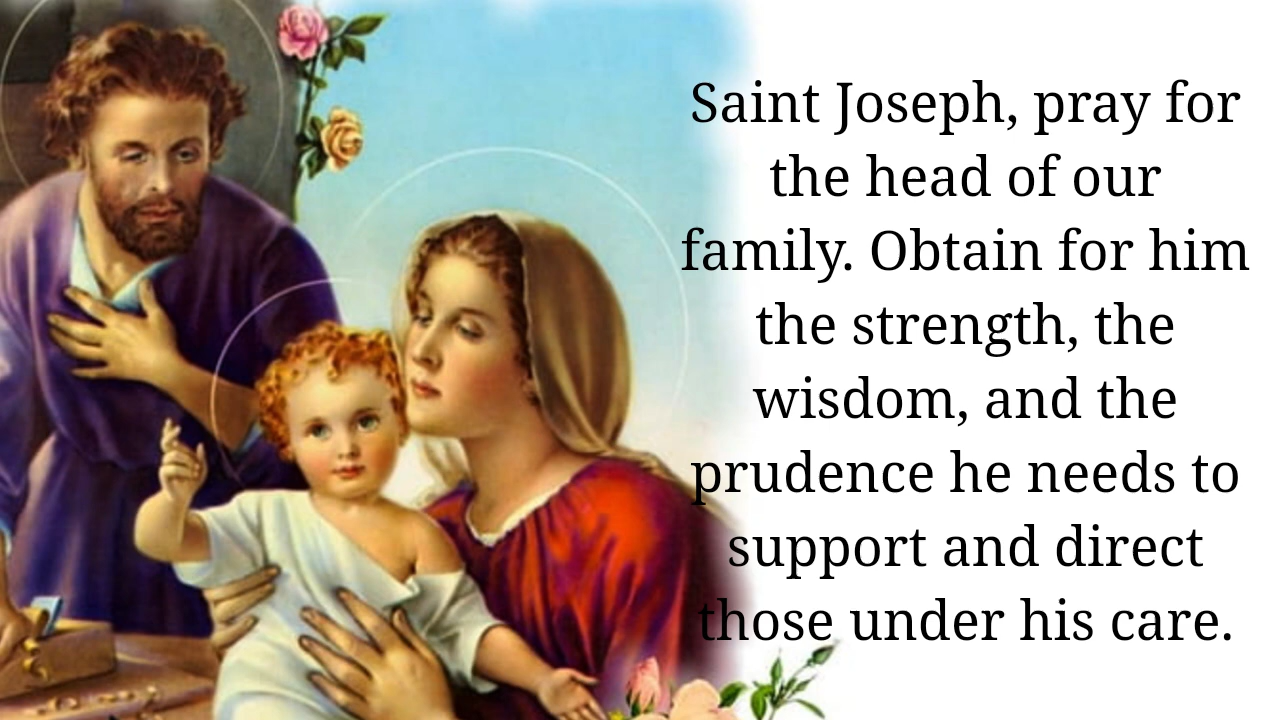 Saint Joseph, pray for
the head of our
family. Obtain for him
the strength, the
wisdom, and the
prudence he needs to
support and direct
those under his care.